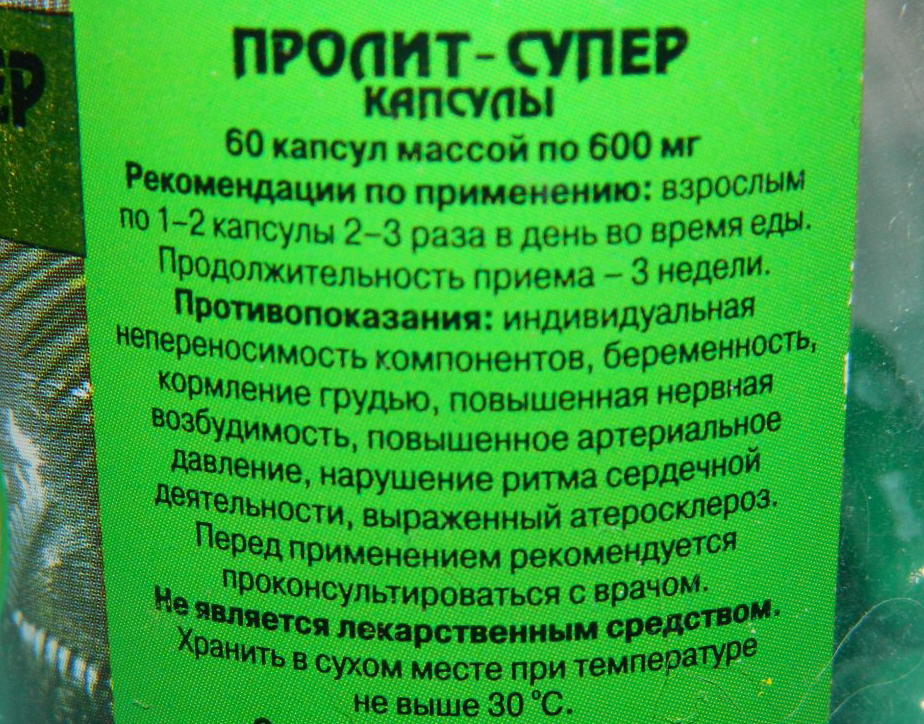 ЕР
ПРОЛИТ-СУПЕР
КАПСУЛЫ
60 капсул массой по 600 мг
Рекомендации по применению: взрослым
по 1–2 капсулы 2–3 раза в день во время еды.
Продолжительность приема – 3 недели.
Противопоказания: индивидуальная
непереносимость компонентов, беременность,
кормление грудью, повышенная нервная
возбудимость, повышенное артериальное
давление, нарушение ритма сердечной
деятельности, выраженный атеросклероз.
Перед применением рекомендуется
проконсультироваться с врачом.
Не является лекарственным средством.
Хранить в сухом месте при температуре
не выше 30 °С.